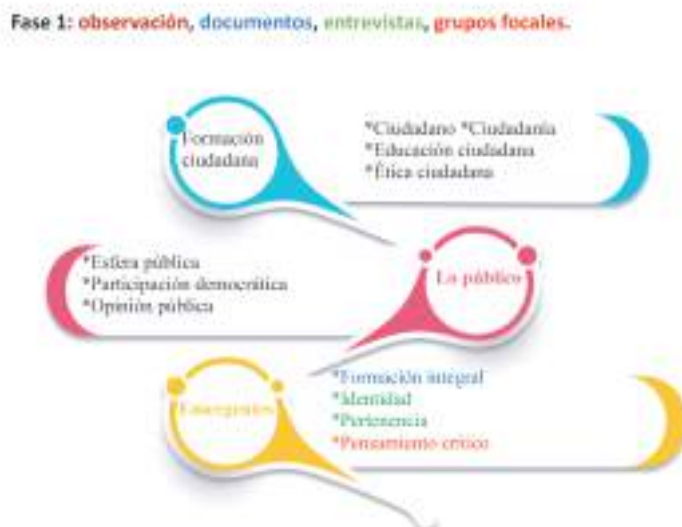 Fase 1: observación, documentos, entrevistas, grupos focales.
Formación
ciudadana
*Ciudadano *Ciudadanía
*Educación ciudadana
*Ética ciudadana
*Esfera pública
*Participación democrática
*Opinión pública
Lo público
Emergentes
*Formación integral
*Identidad
*Pertenencia
*Pensamiento crítico